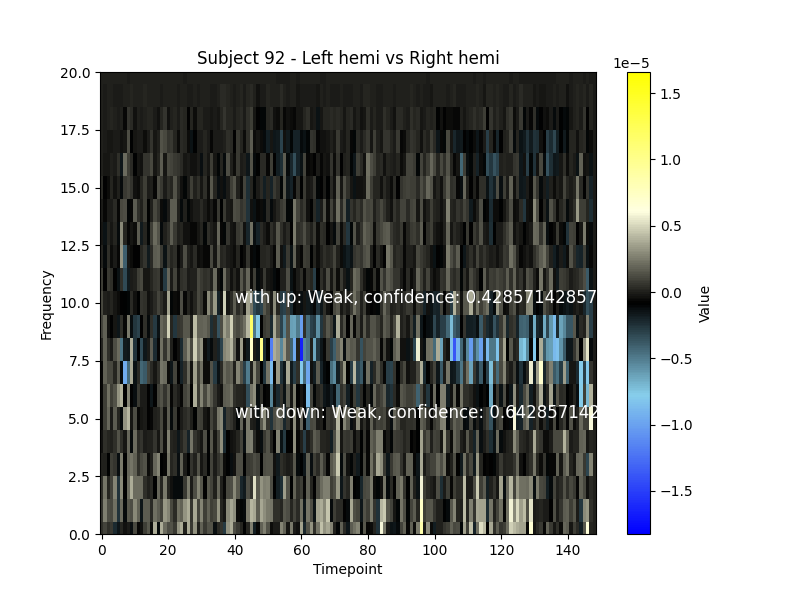 Subject 92 - Left hemi vs Right hemi
1e−5
20.0
17.5
15.0
12.5
10.0
7.5
5.0
2.5
0.0
Frequency
with up: Weak, confidence: 0.42857142857
with down: Weak, confidence: 0.642857142
0 20 40 60 80 100 120 140
Timepoint
1.5
1.0
0.5
0.0
−0.5
−1.0
−1.5
Value